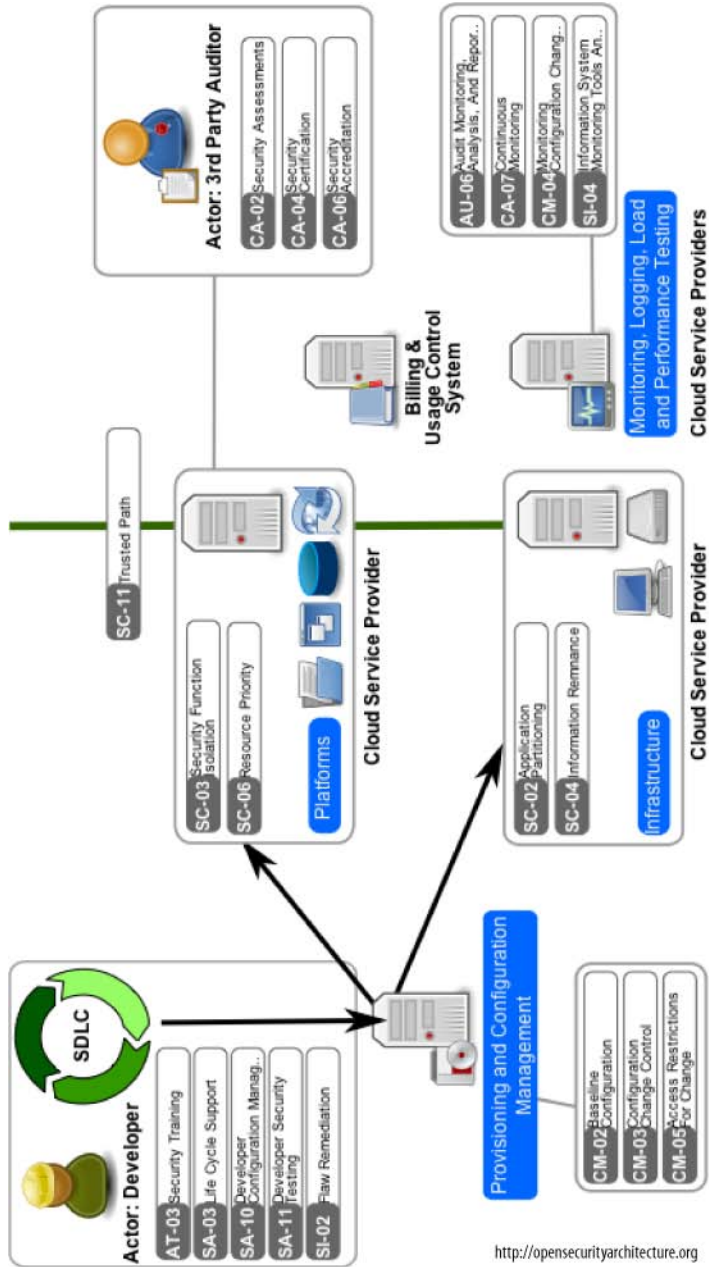 SDLC
Actor: Developer
AT-03 Security Training
SA-03 Life Cycle Support
SA-10 Developer
Configuration Manag..
SA-11 Developer Security
Testing
SI-02 Flaw Remediation
Provisioning and Configuration
Management
CM-02 Baseline
Configuration
CM-03 Configuration
Change Control
CM-05 Access Restrictions
For Change
SC-11 Trusted Path
SC-03 Security Function
Isolation
SC-06 Resource Priority
Platforms
Cloud Service Provider
SC-02 Application
Partitioning
SC-04 Information Remnance
Infrastructure
Cloud Service Provider
Actor: 3rd Party Auditor
CA-02 Security Assessments
CA-04 Security
Certification
CA-06 Security
Accreditation
Billing &
Usage Control
System
AU-06 Audit Monitoring,
Analysis, And Repor..
CA-07 Continuous
Monitoring
CM-04 Monitoring
Configuration Chang..
SI-04 Information System
Monitoring Tools An..
Monitoring, Logging, Load
and Performance Testing
Cloud Service Providers
http://opensecurityarchitecture.org